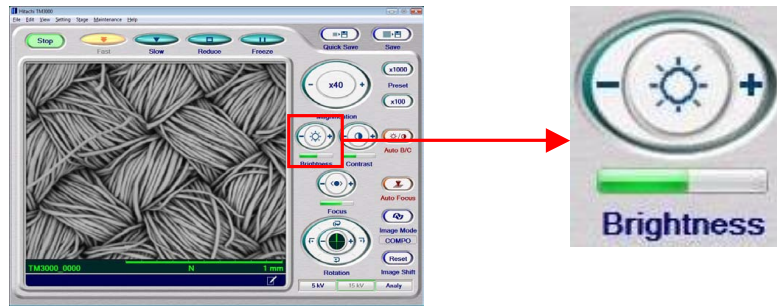 Hitachi TM3000
File Edit View Setting Stage Maintenance Help
Stop
Fast
Slow
Reduce
Freeze
Quick Save
Save
x40
x1000
Preset
x100
Magnification
Auto B/C
Brightness
Contrast
Focus
Auto Focus
Image Mode
COMPO
Reset
Rotation
Image Shift
TM3000_0000 N 1 mm
5 kV 15 kV Analy
Brightness